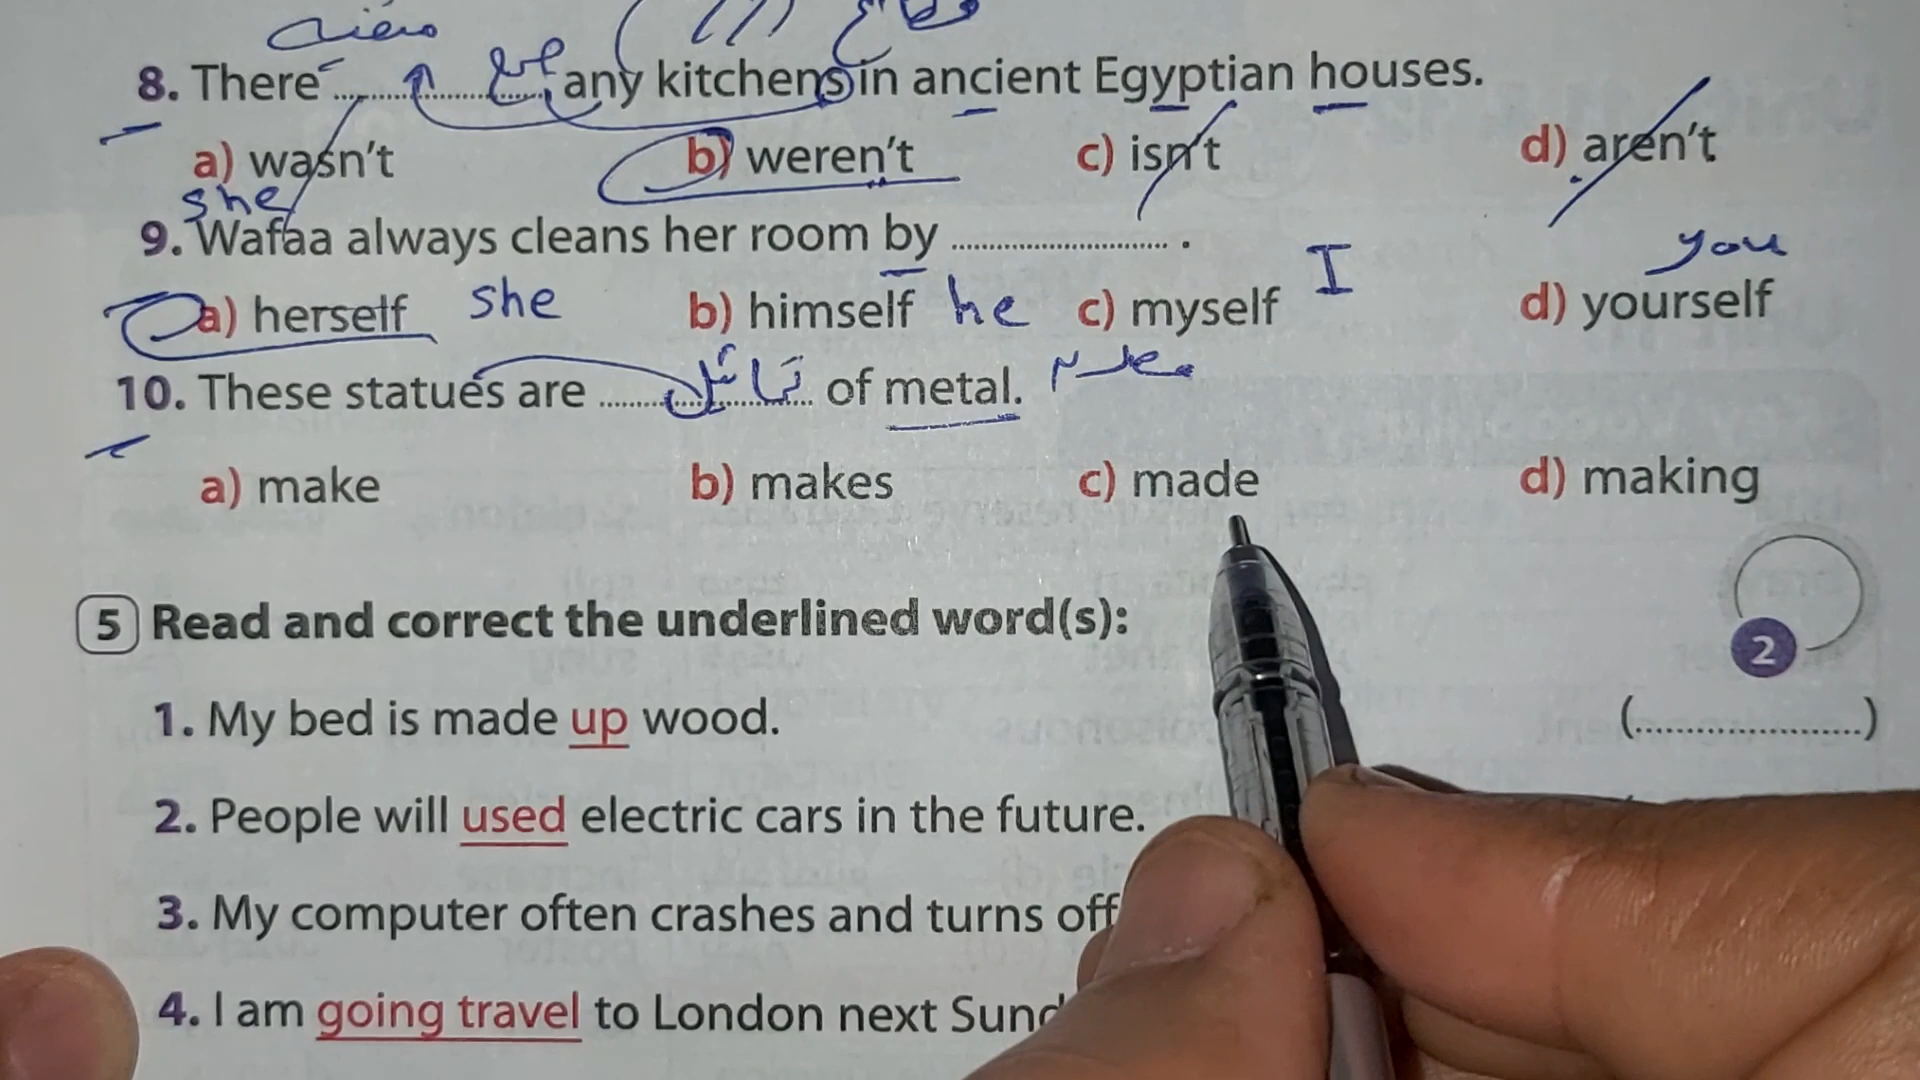 8. There .................... any kitchens in ancient Egyptian houses.
a) wasn't b) weren't c) isn't d) aren't
she
9. Wafaa always cleans her room by .................... .
you
a) herself she b) himself he c) myself I d) yourself
10. These statues are .................... of metal.
a) make b) makes c) made d) making
5 Read and correct the underlined word(s):
2
1. My bed is made up wood. (....................)
2. People will used electric cars in the future.
3. My computer often crashes and turns off
4. I am going travel to London next